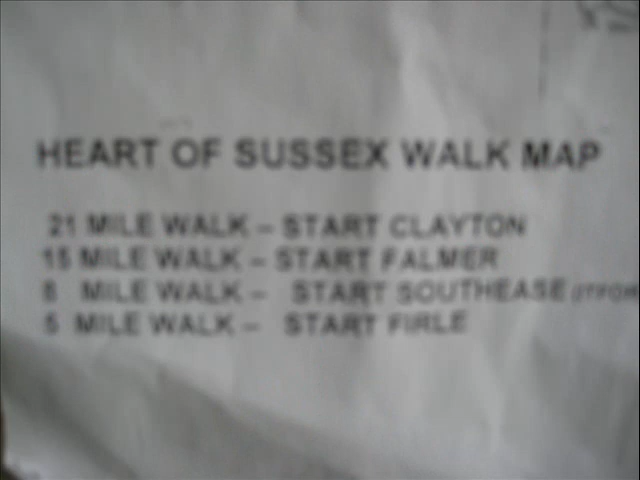 HEART OF SUSSEX WALK MAP
21 MILE WALK – START CLAYTON
15 MILE WALK – START FALMER
8 MILE WALK – START SOUTHEASE
5 MILE WALK – START FIRLE